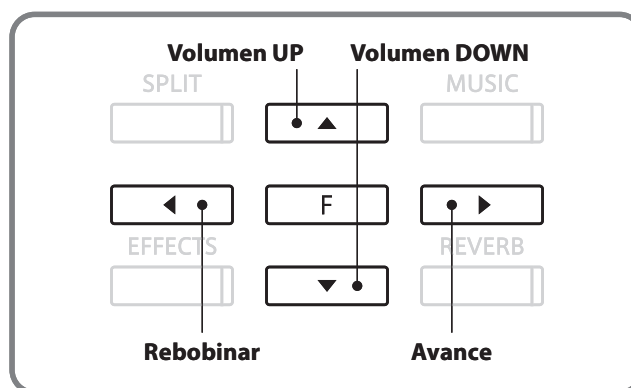 Volumen UP Volumen DOWN
SPLIT MUSIC
F
EFFECTS REVERB
Rebobinar Avance